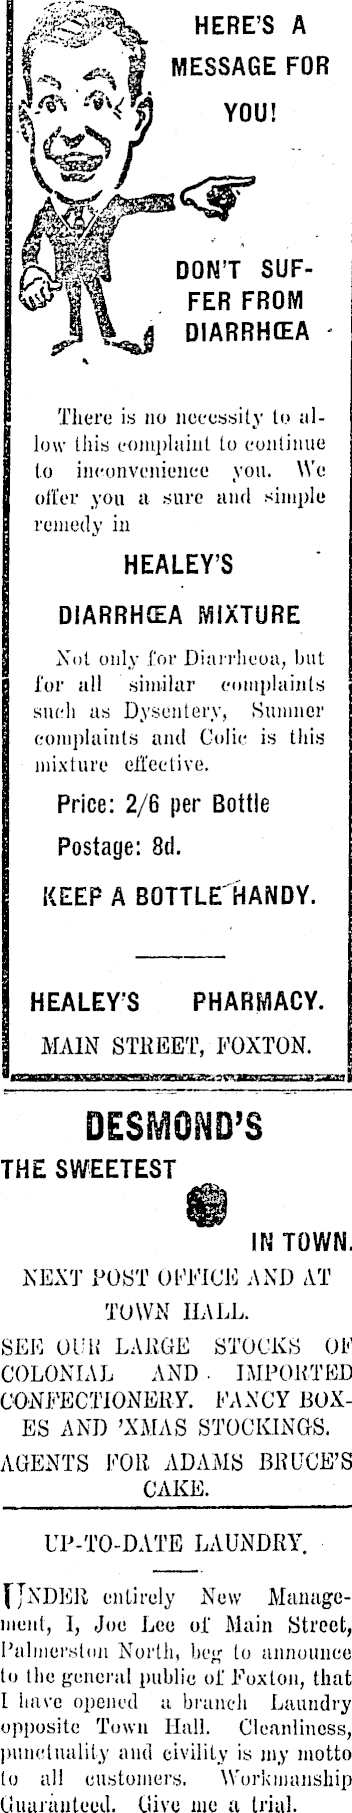 HERE'S A
MESSAGE FOR
YOU!
DON'T SUF-
FER FROM
DIARRHŒA
There is no necessity to al-
low this complaint to continue
to inconvenience you. We
offer you a sure and simple
remedy in
HEALEY'S
DIARRHŒA MIXTURE
Not only for Diarrheoa, but
for all similar complaints
such as Dysentery, Sumner
complaints and Colic is this
mixture effective.
Price: 2/6 per Bottle
Postage: 8d.
KEEP A BOTTLE HANDY.
HEALEY'S PHARMACY.
MAIN STREET, FOXTON.
DESMOND'S
THE SWEETEST
IN TOWN.
NEXT POST OFFICE AND AT
TOWN HALL.
SEE OUR LARGE STOCKS OF
COLONIAL AND IMPORTED
CONFECTIONERY. FANCY BOX-
ES AND 'XMAS STOCKINGS.
AGENTS FOR ADAMS BRUCE'S
CAKE.
UP-TO-DATE LAUNDRY.
UNDER entirely New Manage-
ment, I, Joe Lee of Main Street,
Palmerston North, beg to announce
to the general public of Foxton, that
I have opened a branch Laundry
opposite Town Hall. Cleanliness,
punctuality and civility is my motto
to all customers. Workmanship
Guaranteed. Give me a trial.